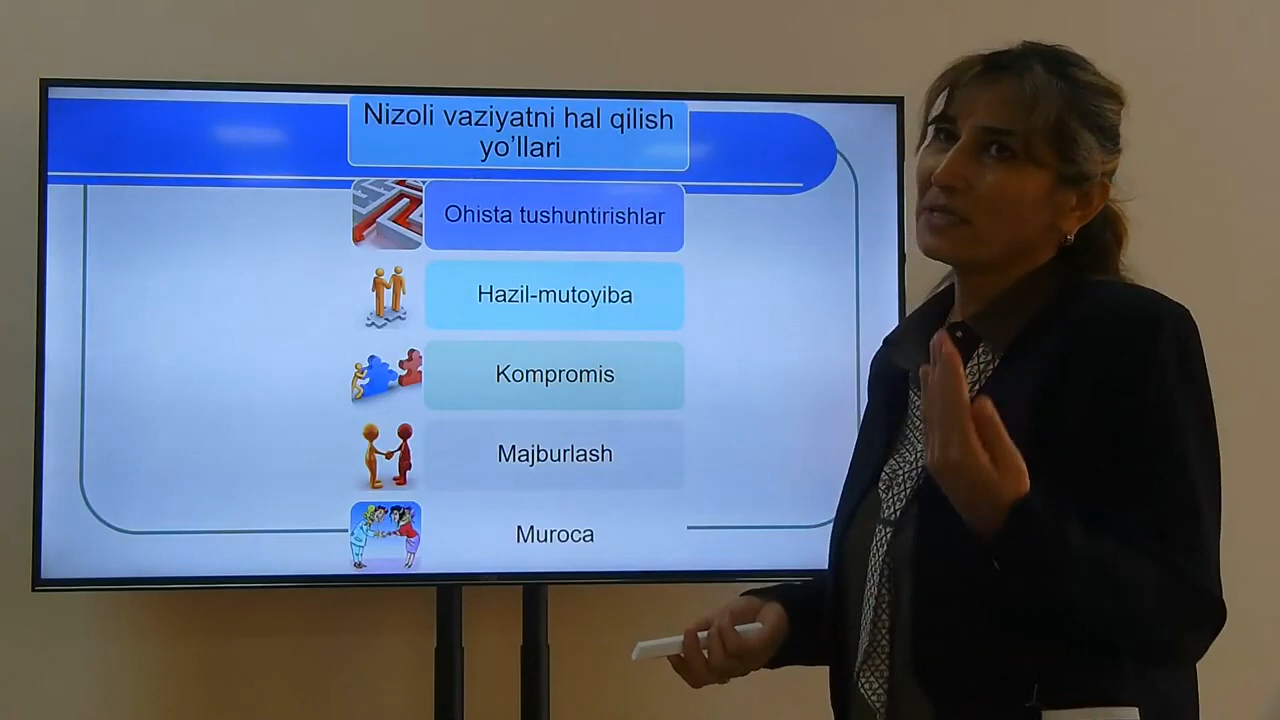 Nizoli vaziyatni hal qilish
yo’llari
Ohista tushuntirishlar
Hazil-mutoyiba
Kompromis
Majburlash
Muroca